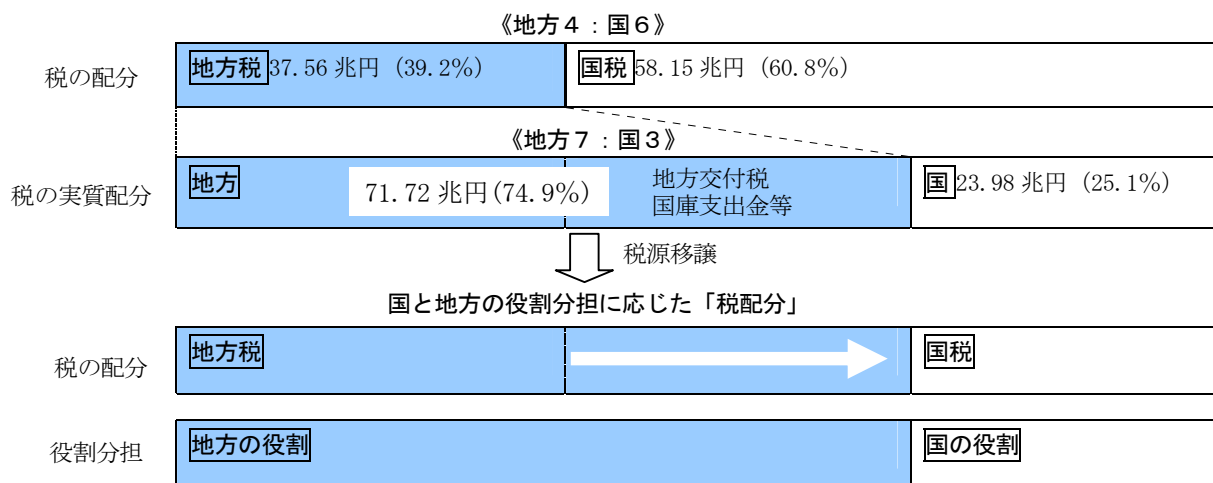 《地方４：国６》
税の配分
地方税 37.56 兆円 (39.2%)
国税 58.15 兆円 (60.8%)
《地方７：国３》
税の実質配分
地方
71.72 兆円(74.9%)
地方交付税
国庫支出金等
国 23.98 兆円 (25.1%)
税源移譲
国と地方の役割分担に応じた「税配分」
税の配分
地方税
国税
役割分担
地方の役割
国の役割